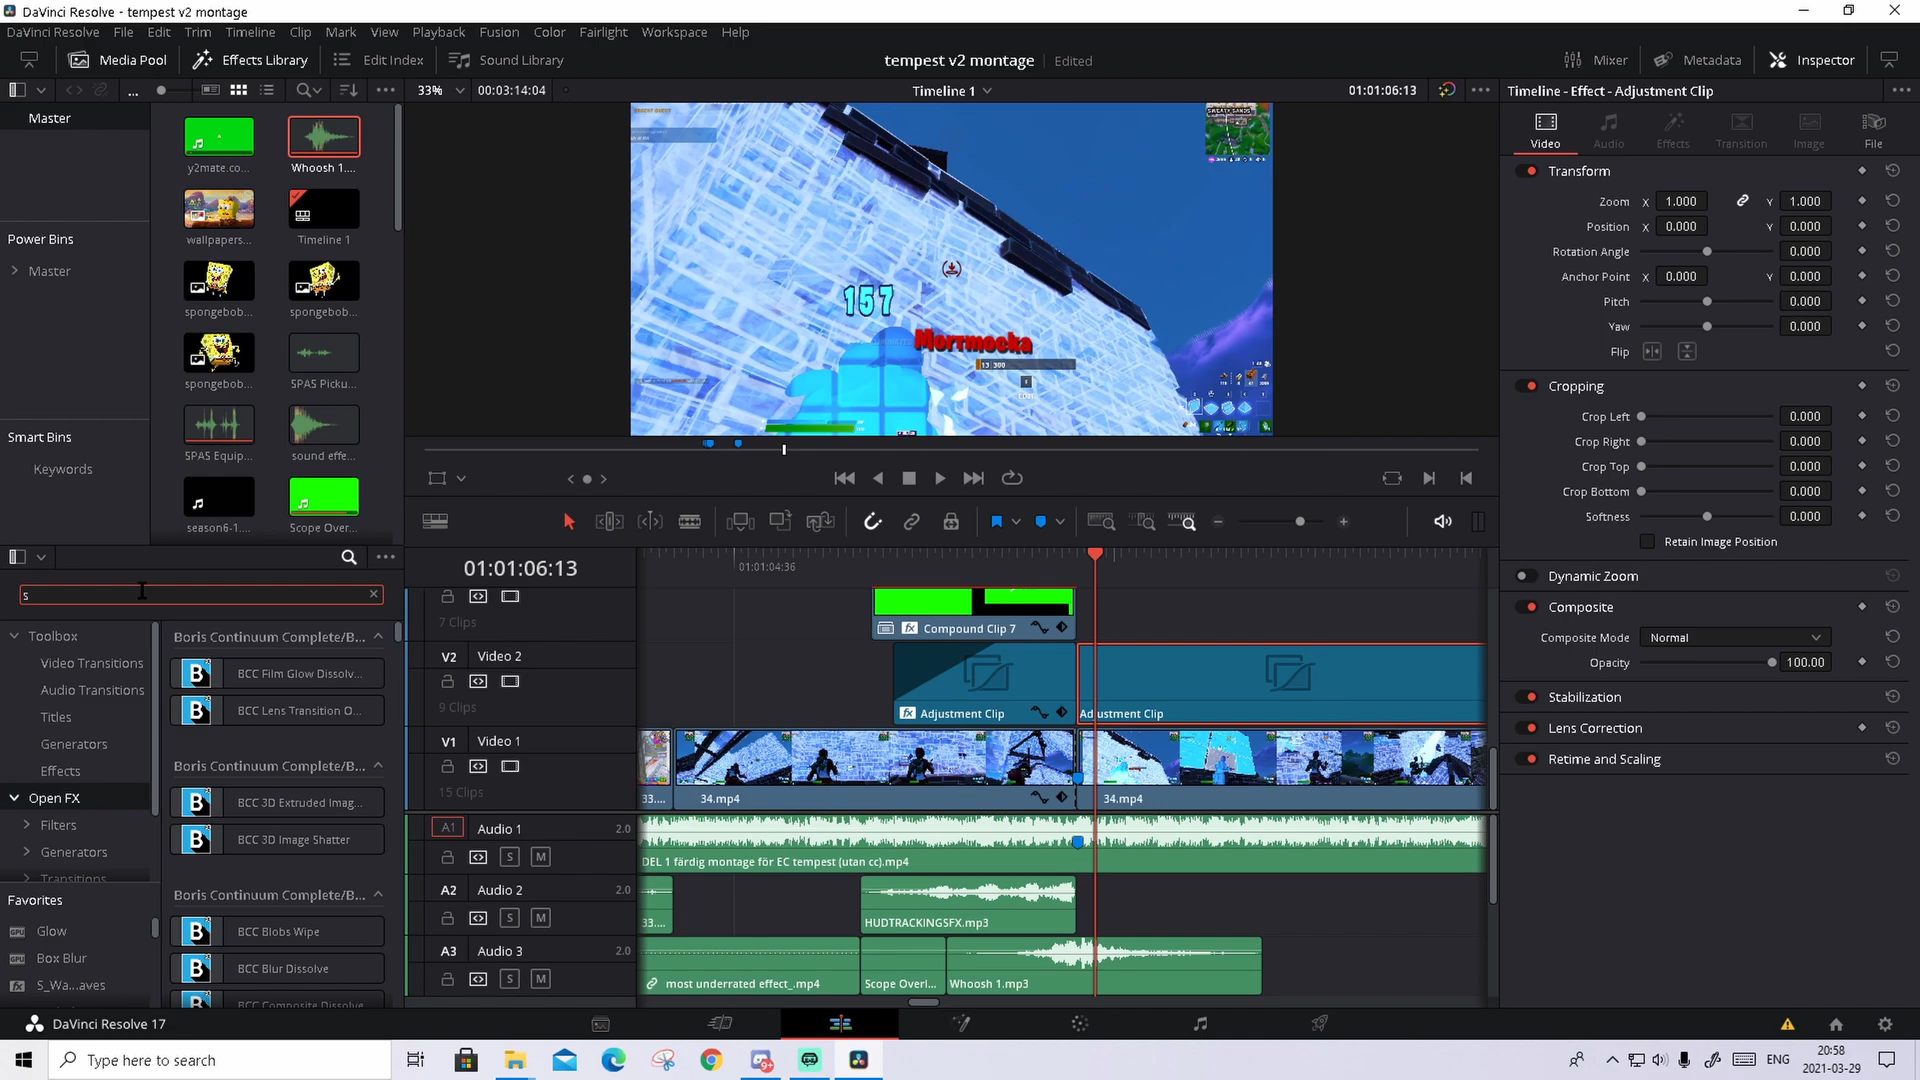 DaVinci Resolve - tempest v2 montage
DaVinci Resolve File Edit Trim Timeline Clip Mark View Playback Fusion Color Fairlight Workspace Help
Media Pool Effects Library Edit Index Sound Library
tempest v2 montage Edited
Mixer Metadata Inspector
33% 00:03:14:04 Timeline 1 01:01:06:13
Timeline - Effect - Adjustment Clip
Master
Power Bins
Master
Smart Bins
Keywords
y2mate.co... Whoosh 1....
wallpapers... Timeline 1
spongebob... spongebob...
spongebob... SPAS Picku...
SPAS Equip... sound effe...
season6-1.... Scope Over...
SWEATY SANDS
157
Morrmocka
13 300
Video Audio Effects Transition Image File
Transform
Zoom X 1.000 Y 1.000
Position X 0.000 Y 0.000
Rotation Angle 0.000
Anchor Point X 0.000 Y 0.000
Pitch 0.000
Yaw 0.000
Flip
Cropping
Crop Left 0.000
Crop Right 0.000
Crop Top 0.000
Crop Bottom 0.000
Softness 0.000
Retain Image Position
Dynamic Zoom
Composite
Composite Mode Normal
Opacity 100.00
Stabilization
Lens Correction
Retime and Scaling
s
Toolbox
Video Transitions
Audio Transitions
Titles
Generators
Effects
Open FX
Filters
Generators
Transitions
Favorites
Glow
Box Blur
S_Wa...aves
Boris Continuum Complete/B...
BCC Film Glow Dissolv...
BCC Lens Transition O...
Boris Continuum Complete/B...
BCC 3D Extruded Imag...
BCC 3D Image Shatter
Boris Continuum Complete/B...
BCC Blobs Wipe
BCC Blur Dissolve
BCC Composite Dissolve
01:01:06:13
01:01:04:36
7 Clips
Compound Clip 7
V2 Video 2
9 Clips
Adjustment Clip
Adjustment Clip
V1 Video 1
15 Clips
33.... 34.mp4 34.mp4
A1 Audio 1 2.0
S M
DEL 1 färdig montage för EC tempest (utan cc).mp4
A2 Audio 2 2.0
S M
33.... HUDTRACKINGSFX.mp3
A3 Audio 3 2.0
S M
most underrated effect_.mp4 Scope Overl... Whoosh 1.mp3
DaVinci Resolve 17
Type here to search
9+
ENG
20:58
2021-03-29